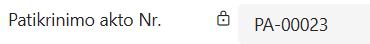 Patikrinimo akto Nr. PA-00023